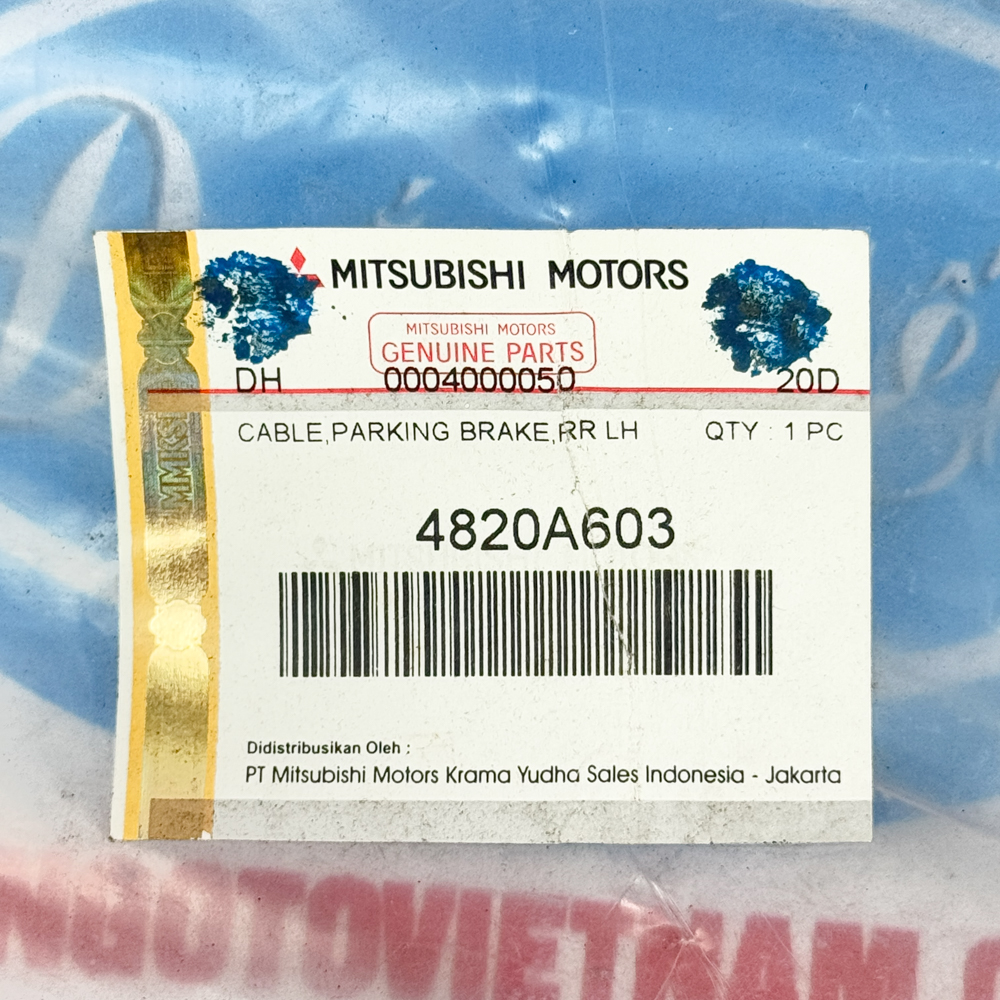 MITSUBISHI MOTORS
MITSUBISHI MOTORS
GENUINE PARTS
DH 0004000050 20D
CABLE,PARKING BRAKE,RR LH QTY : 1 PC
MMKSI
4820A603
Didistribusikan Oleh :
PT Mitsubishi Motors Krama Yudha Sales Indonesia - Jakarta